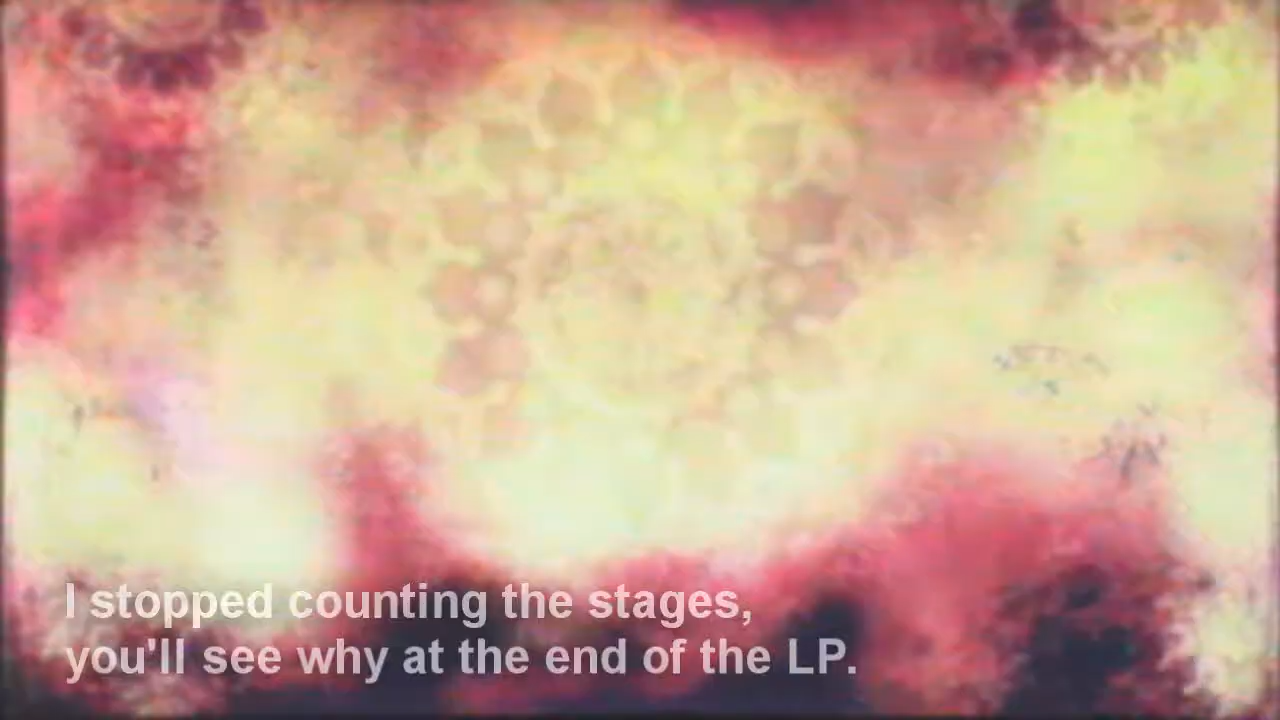 I stopped counting the stages,
you'll see why at the end of the LP.